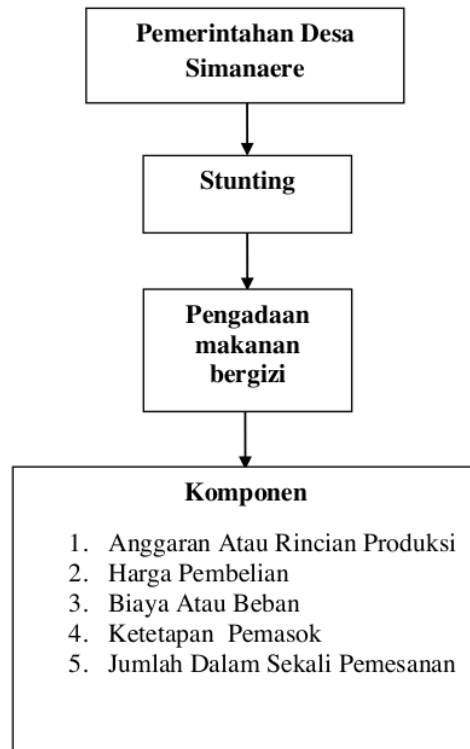 Pemerintahan Desa
Simanaere
Stunting
Pengadaan
makanan
bergizi
Komponen
1. Anggaran Atau Rincian Produksi
2. Harga Pembelian
3. Biaya Atau Beban
4. Ketetapan Pemasok
5. Jumlah Dalam Sekali Pemesanan